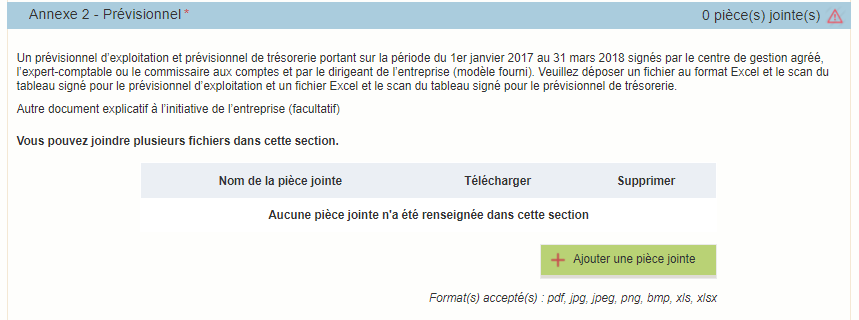 Annexe 2 - Prévisionnel * 0 pièce(s) jointe(s)
Un prévisionnel d'exploitation et prévisionnel de trésorerie portant sur la période du 1er janvier 2017 au 31 mars 2018 signés par le centre de gestion agréé,
l'expert-comptable ou le commissaire aux comptes et par le dirigeant de l'entreprise (modèle fourni). Veuillez déposer un fichier au format Excel et le scan du
tableau signé pour le prévisionnel d'exploitation et un fichier Excel et le scan du tableau signé pour le prévisionnel de trésorerie.
Autre document explicatif à l'initiative de l'entreprise (facultatif)
Vous pouvez joindre plusieurs fichiers dans cette section.
Nom de la pièce jointe Télécharger Supprimer
Aucune pièce jointe n'a été renseignée dans cette section
Ajouter une pièce jointe
Format(s) accepté(s) : pdf, jpg, jpeg, png, bmp, xls, xlsx